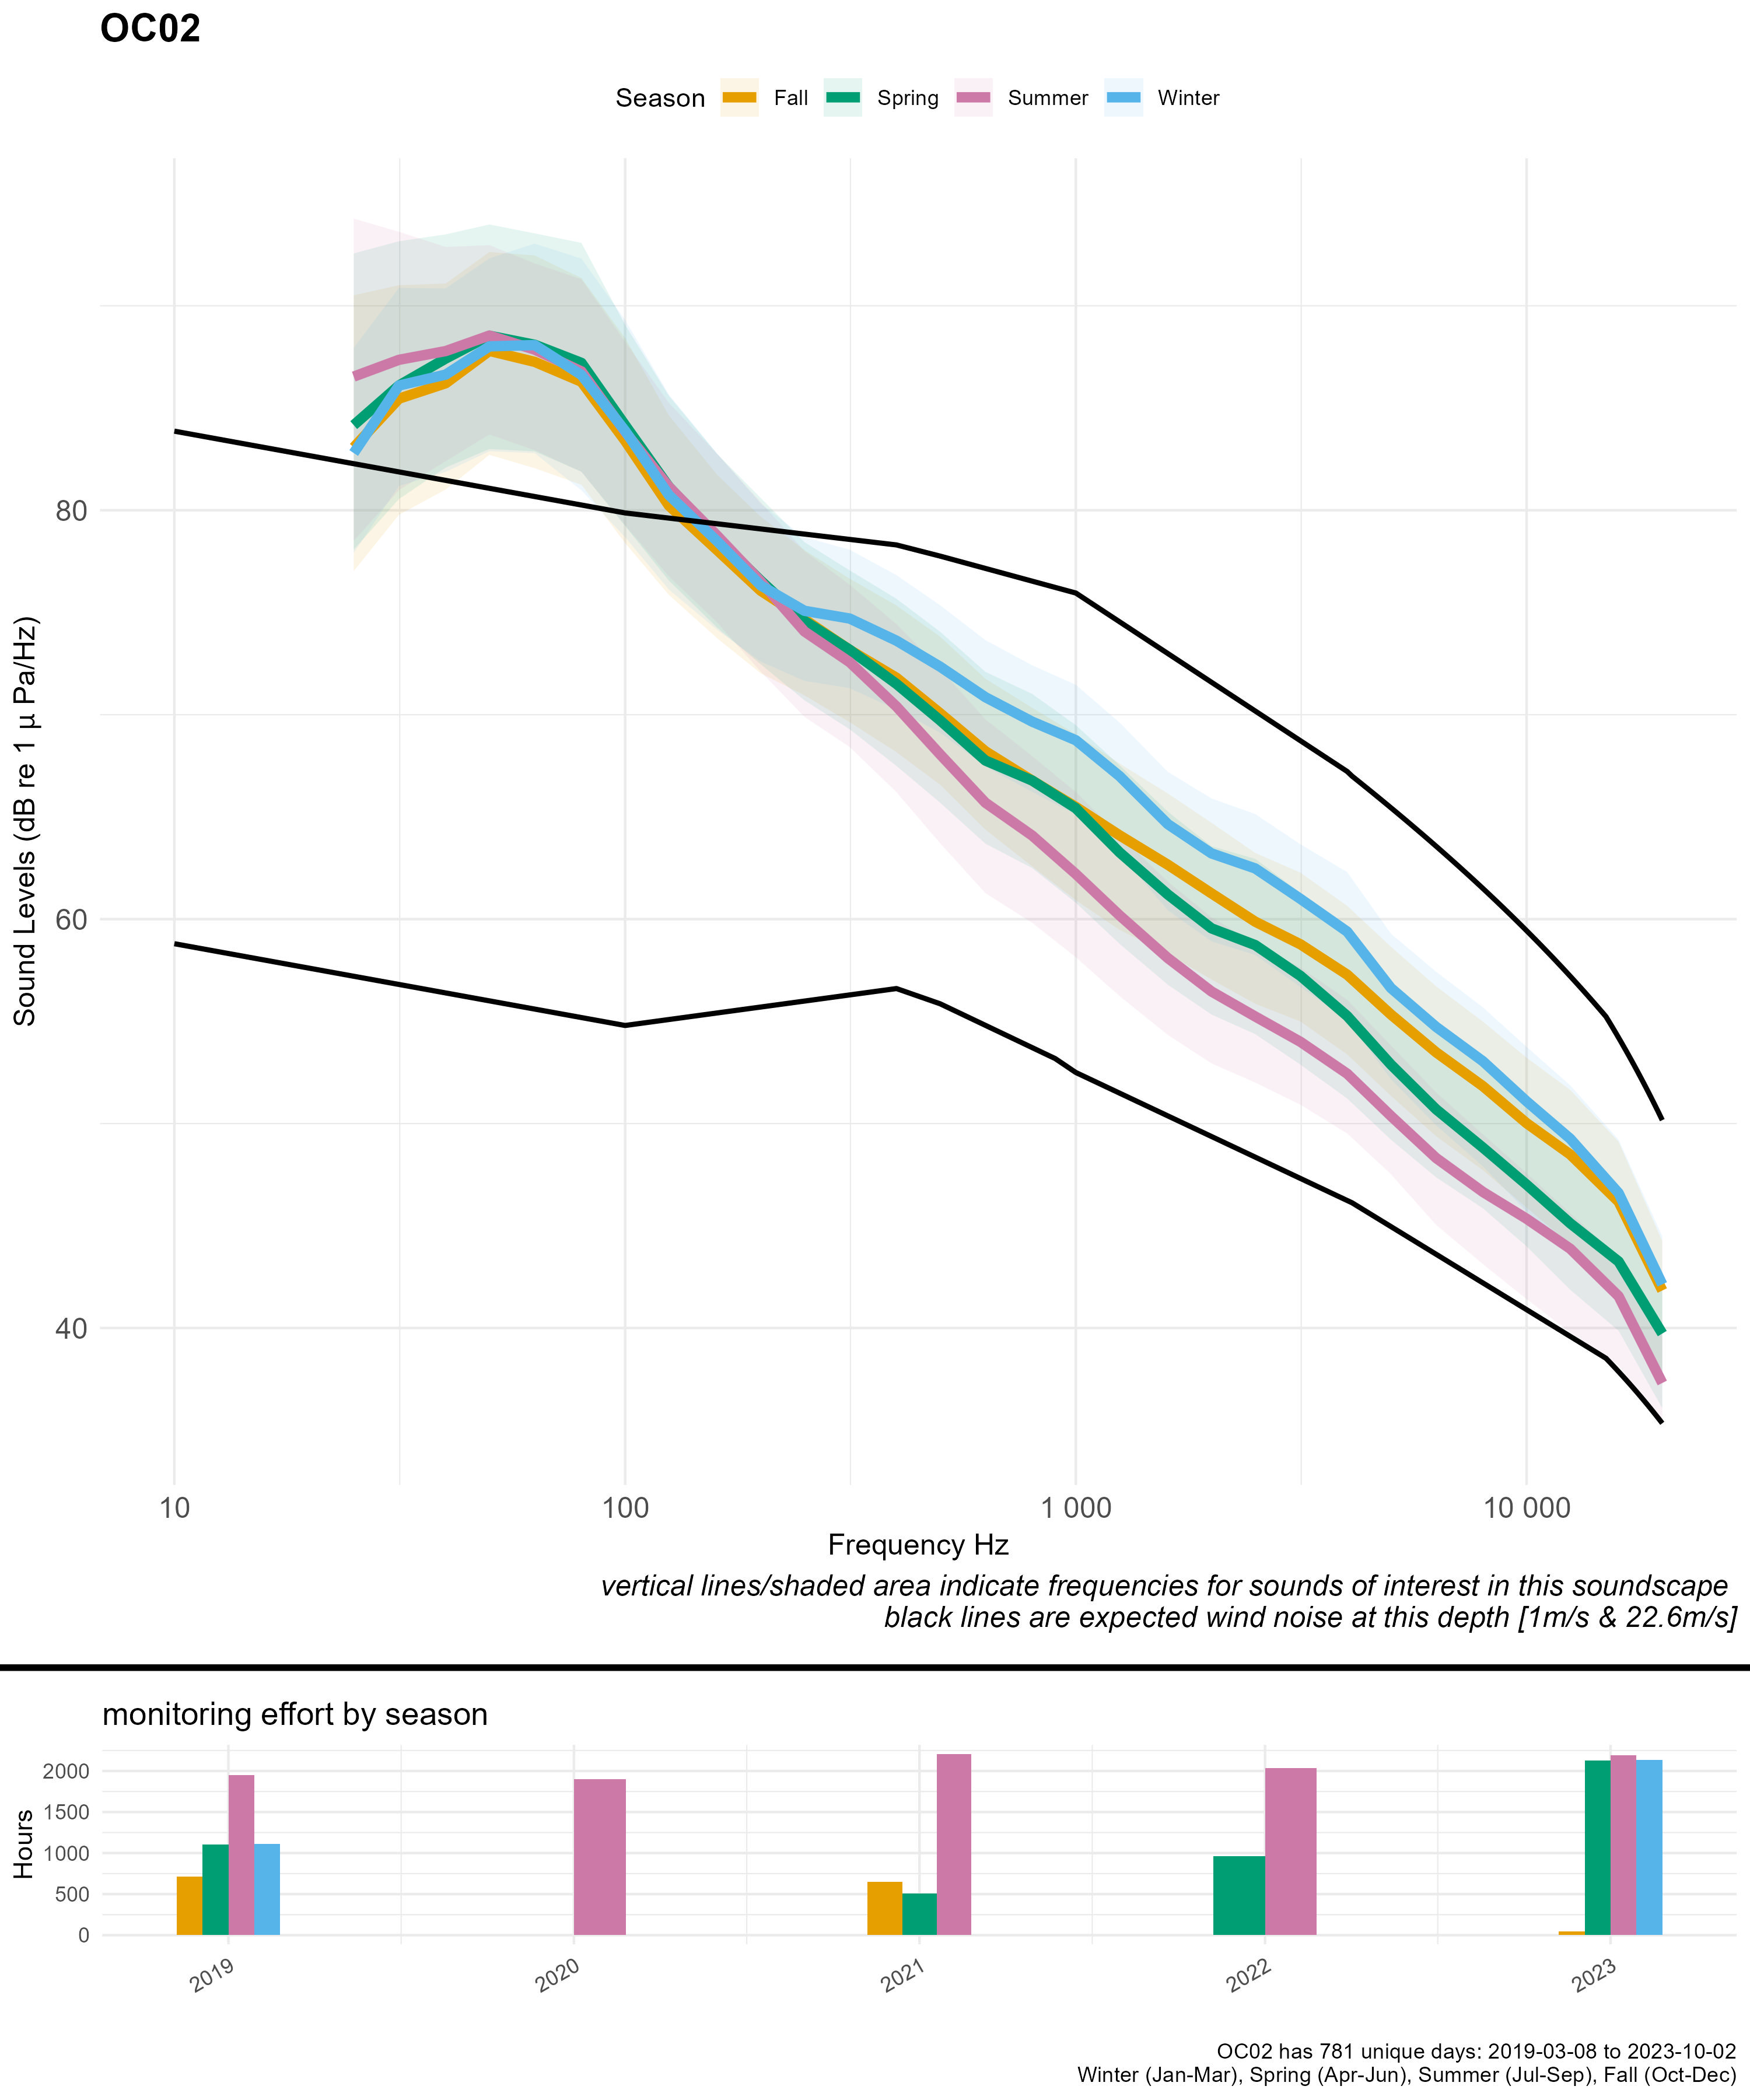 OC02
Season Fall Spring Summer Winter
Sound Levels (dB re 1 µ Pa/Hz)
80
60
40
10 100 1 000 10 000
Frequency Hz
vertical lines/shaded area indicate frequencies for sounds of interest in this soundscape
black lines are expected wind noise at this depth [1m/s & 22.6m/s]
monitoring effort by season
Hours
2000
1500
1000
500
0
2019 2020 2021 2022 2023
OC02 has 781 unique days: 2019-03-08 to 2023-10-02
Winter (Jan-Mar), Spring (Apr-Jun), Summer (Jul-Sep), Fall (Oct-Dec)